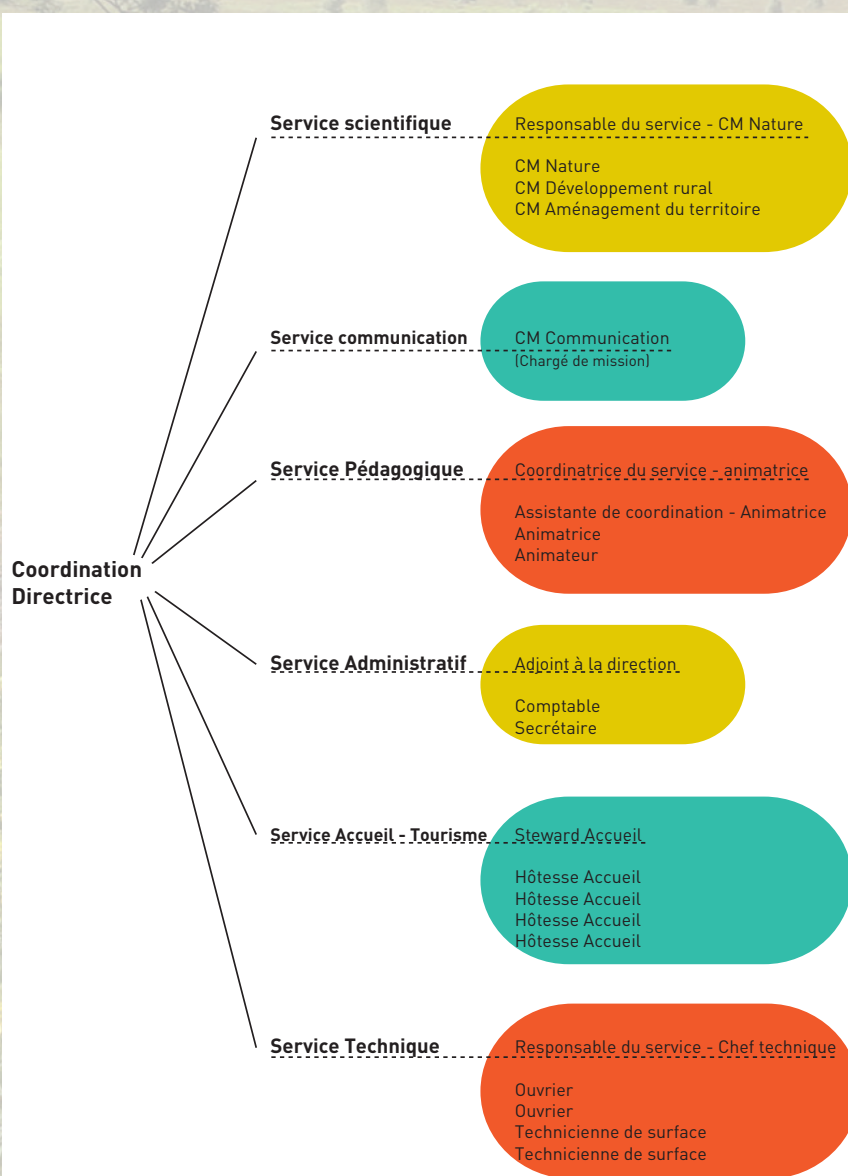 Service scientifique
Responsable du service - CM Nature
CM Nature
CM Développement rural
CM Aménagement du territoire
Service communication
CM Communication
(Chargé de mission)
Service Pédagogique
Coordinatrice du service - animatrice
Assistante de coordination - Animatrice
Animatrice
Animateur
Coordination
Directrice
Service Administratif
Adjoint à la direction
Comptable
Secrétaire
Service Accueil - Tourisme
Steward Accueil
Hôtesse Accueil
Hôtesse Accueil
Hôtesse Accueil
Hôtesse Accueil
Service Technique
Responsable du service - Chef technique
Ouvrier
Ouvrier
Technicienne de surface
Technicienne de surface